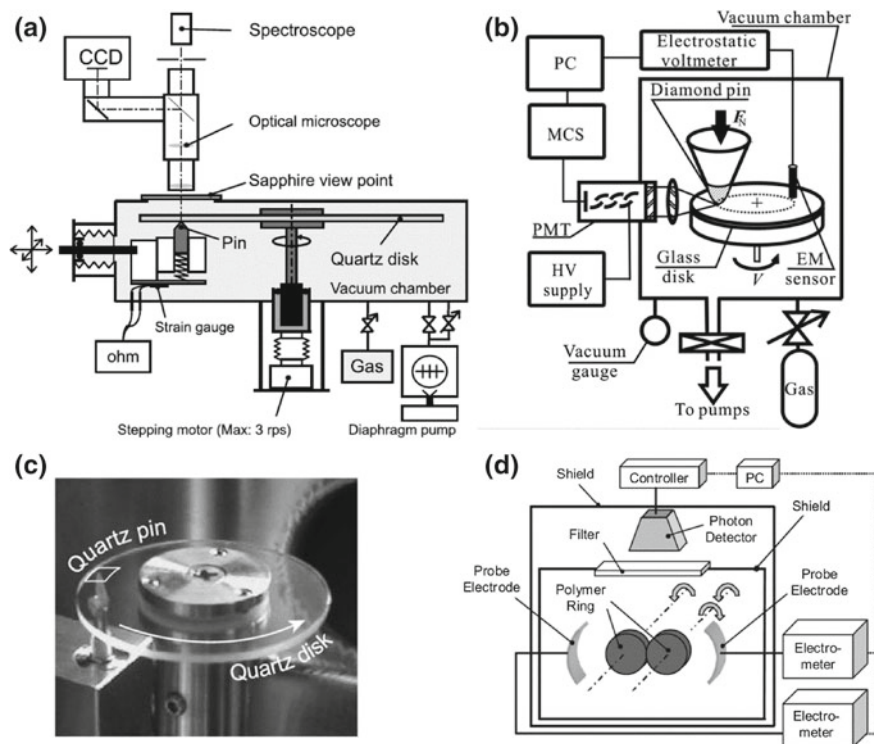 (a)
Spectroscope
CCD
Optical microscope
Sapphire view point
Pin
Quartz disk
Vacuum chamber
Strain gauge
ohm
Gas
Stepping motor (Max: 3 rps)
Diaphragm pump
(b)
Vacuum chamber
Electrostatic
voltmeter
PC
Diamond pin
F_N
MCS
PMT
Glass
disk
V
EM
sensor
HV
supply
Vacuum
gauge
Gas
To pumps
(c)
Quartz pin
Quartz disk
(d)
Controller
PC
Shield
Photon
Detector
Shield
Filter
Probe
Electrode
Polymer
Ring
Probe
Electrode
Electro-
meter
Electro-
meter